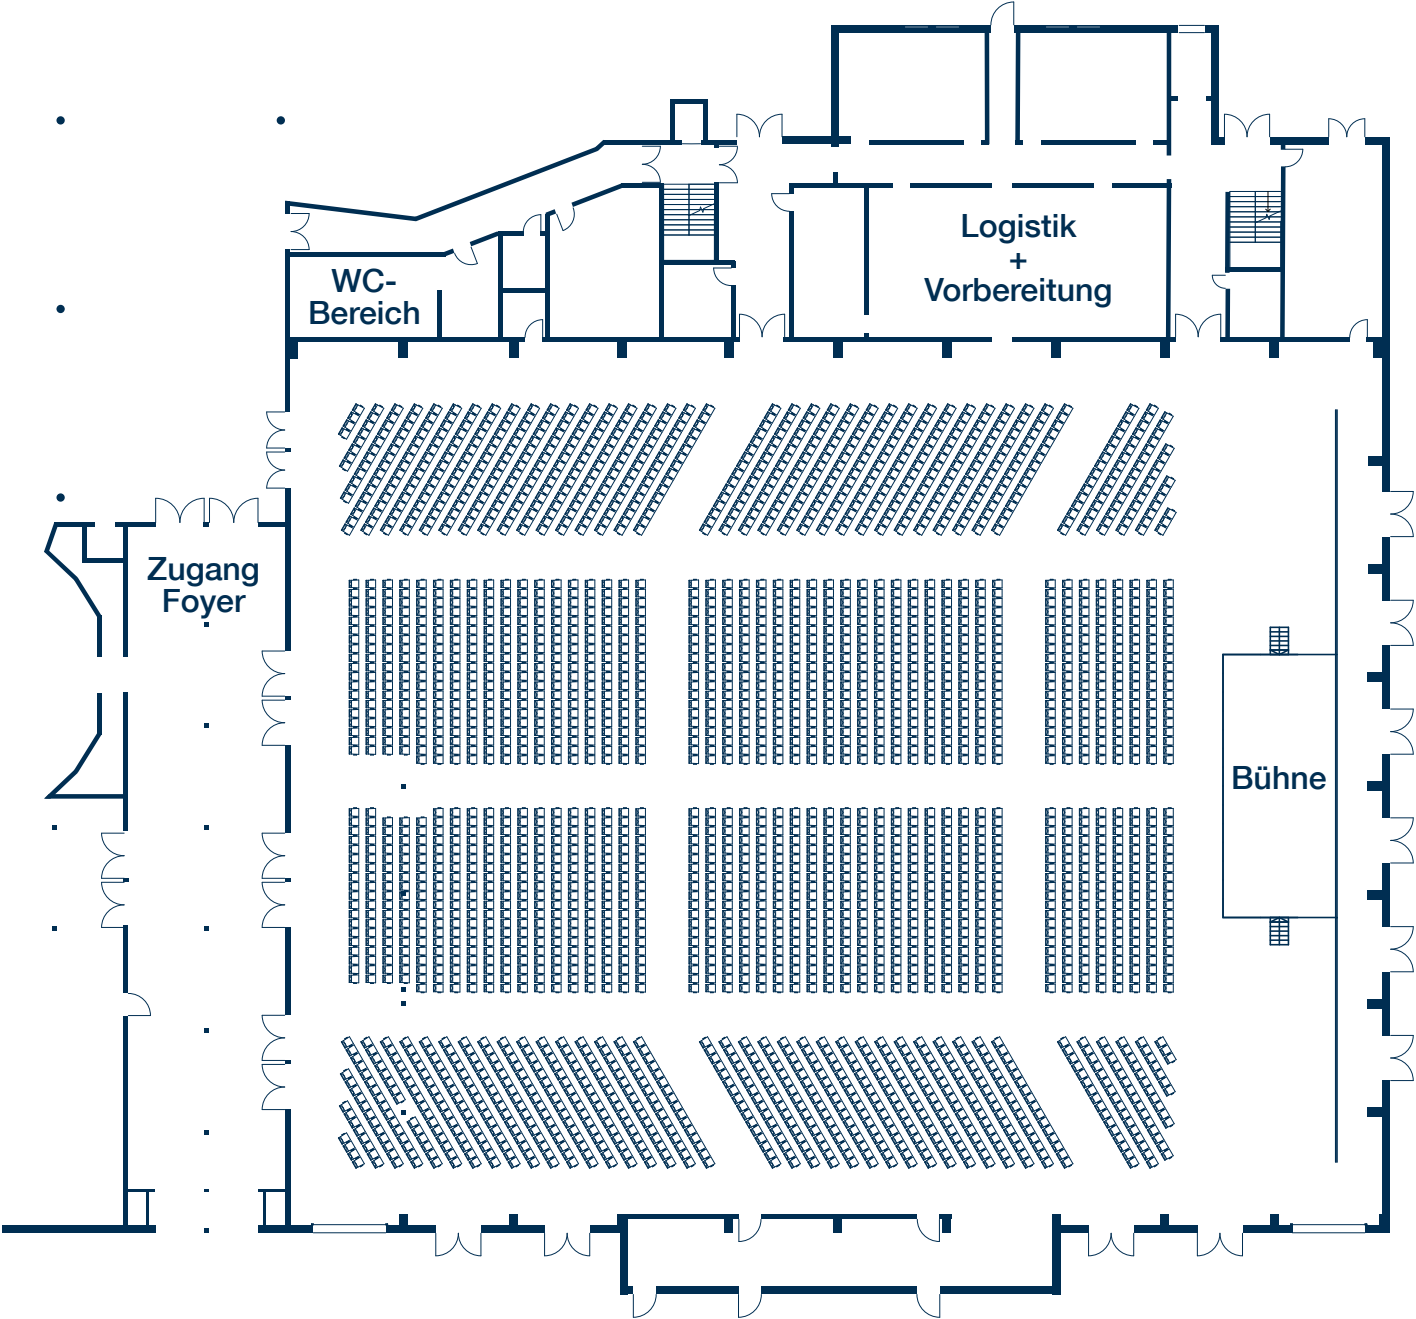 Logistik
+
Vorbereitung
WC-
Bereich
Zugang
Foyer
Bühne